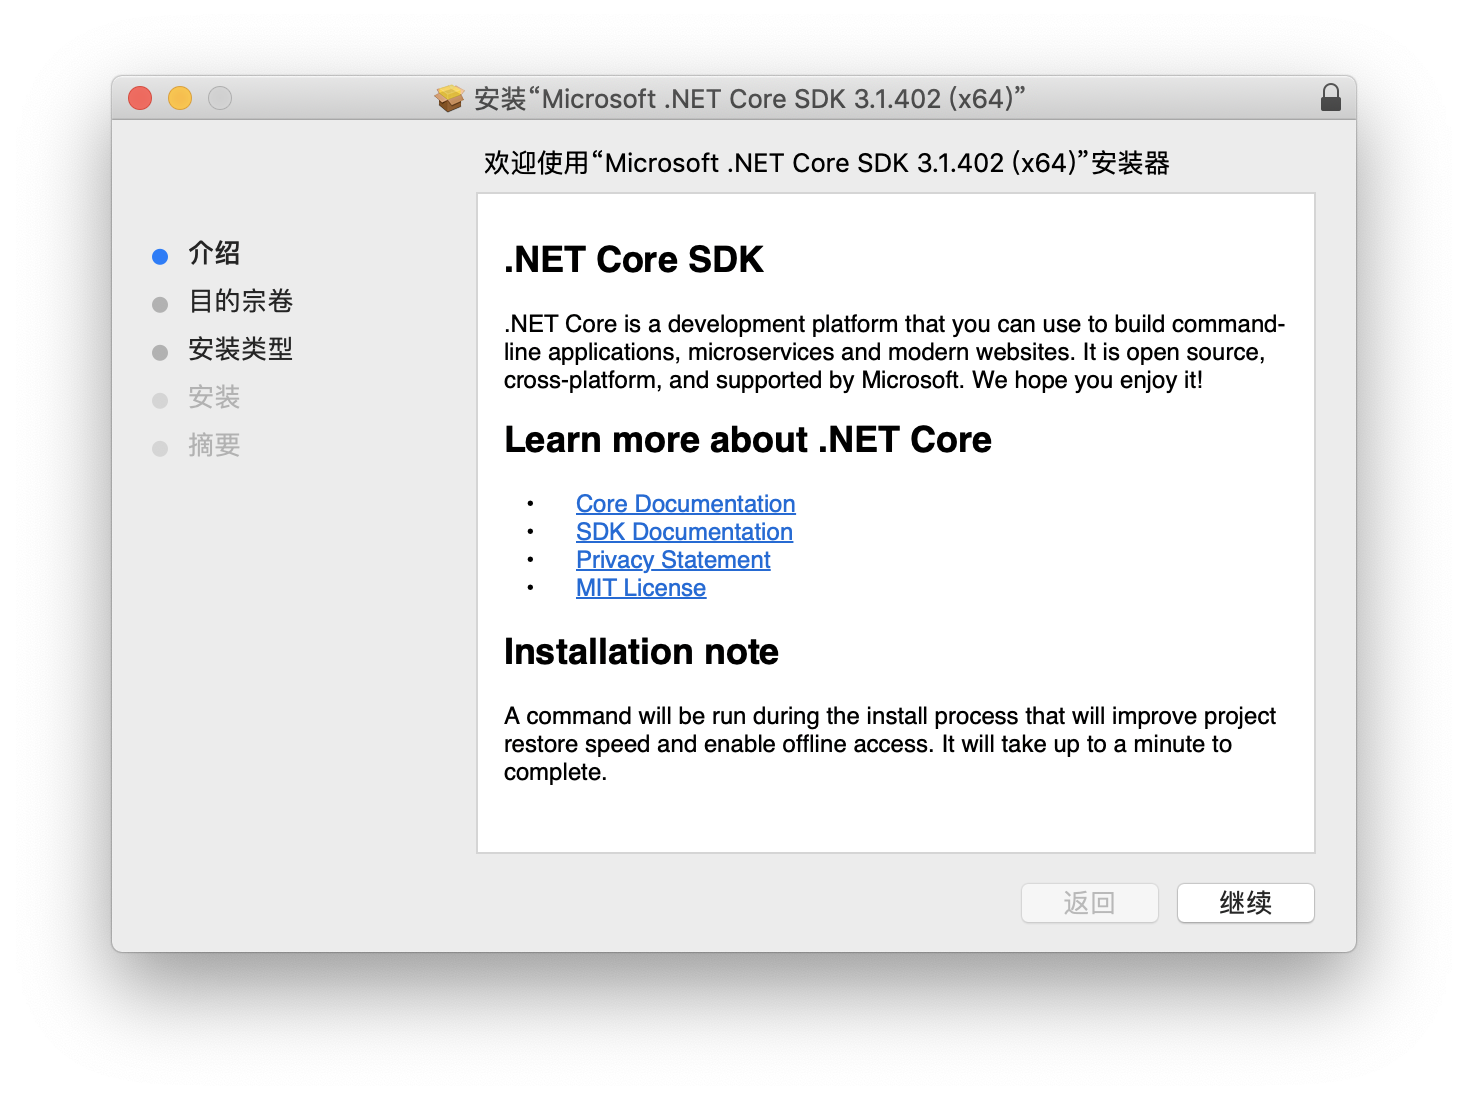 安装“Microsoft .NET Core SDK 3.1.402 (x64)”
欢迎使用“Microsoft .NET Core SDK 3.1.402 (x64)”安装器
介绍
目的宗卷
安装类型
安装
摘要
.NET Core SDK
.NET Core is a development platform that you can use to build command-
line applications, microservices and modern websites. It is open source,
cross-platform, and supported by Microsoft. We hope you enjoy it!
Learn more about .NET Core
• Core Documentation
• SDK Documentation
• Privacy Statement
• MIT License
Installation note
A command will be run during the install process that will improve project
restore speed and enable offline access. It will take up to a minute to
complete.
返回
继续